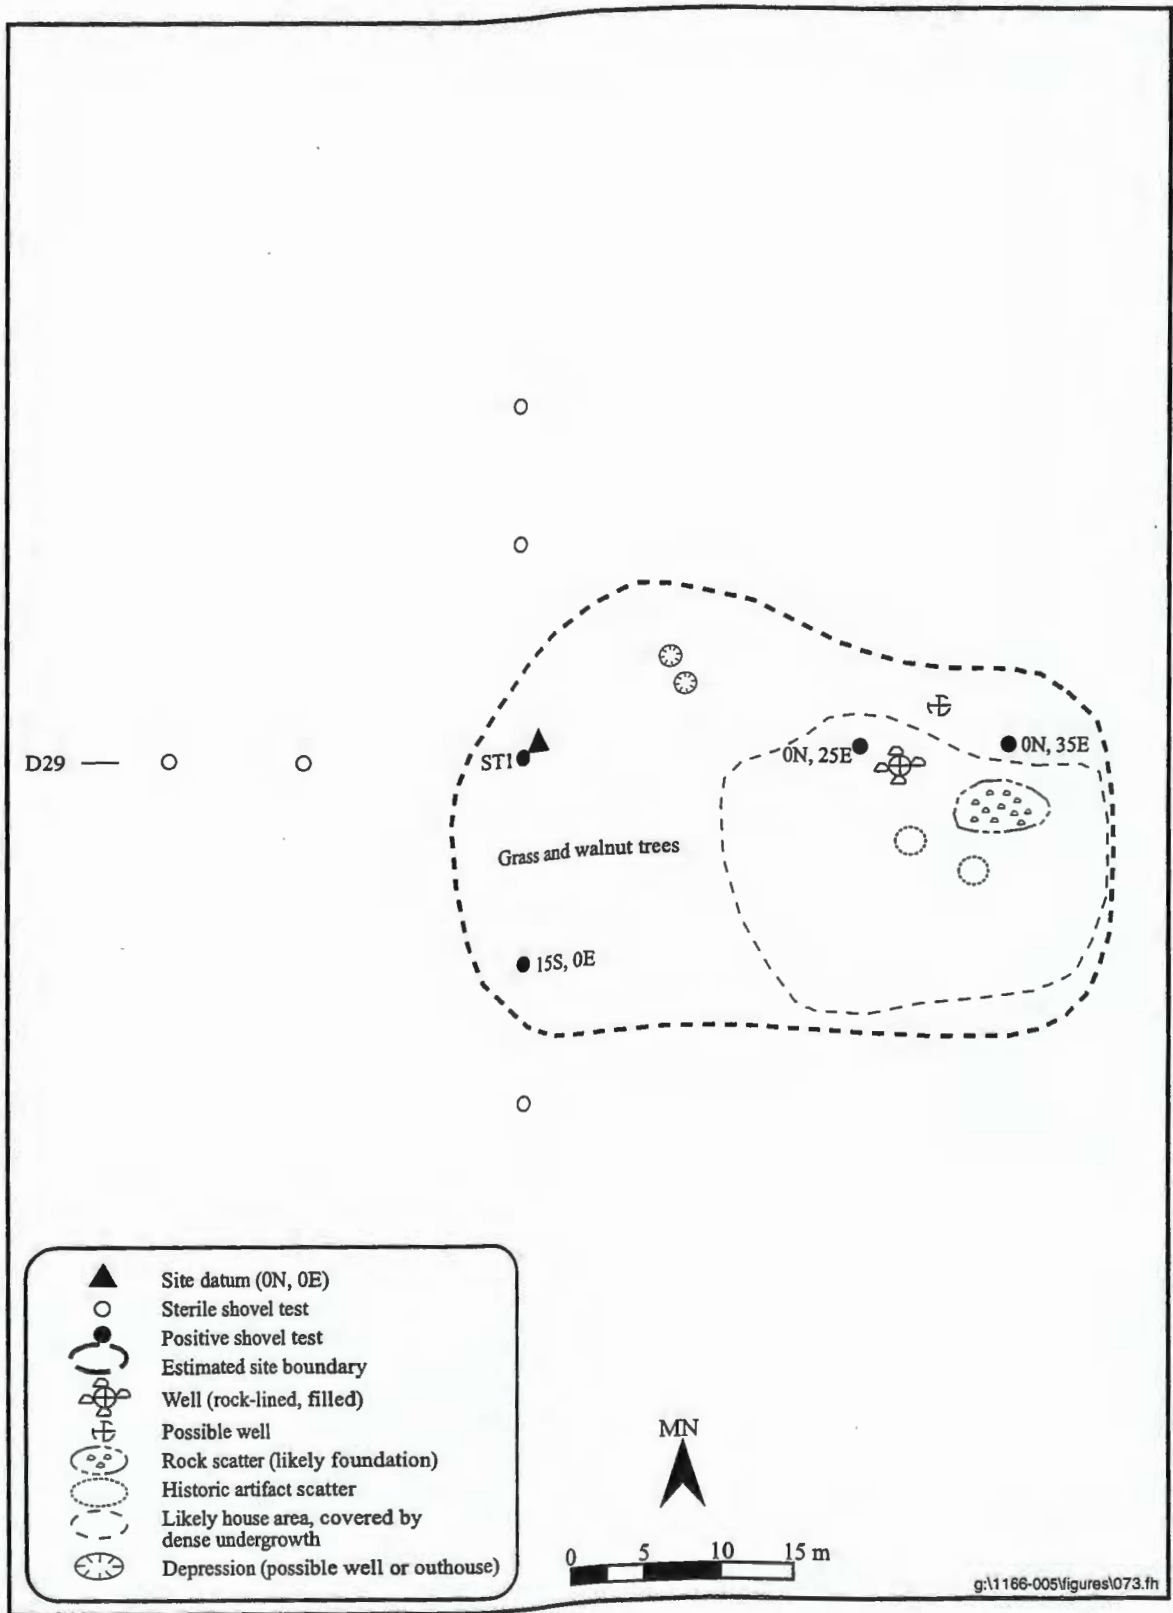 D29
ST1
0N, 25E
0N, 35E
Grass and walnut trees
15S, 0E
Site datum (0N, 0E)
Sterile shovel test
Positive shovel test
Estimated site boundary
Well (rock-lined, filled)
Possible well
Rock scatter (likely foundation)
Historic artifact scatter
Likely house area, covered by
dense undergrowth
Depression (possible well or outhouse)
MN
0 5 10 15 m
g:\1166-005\figures\073.fh